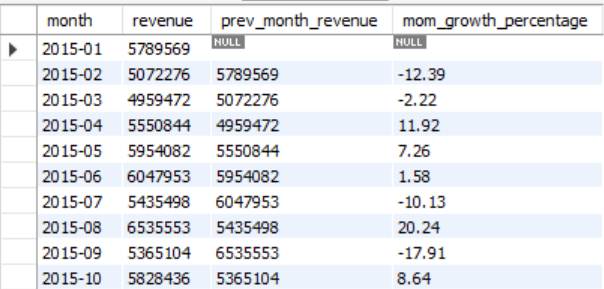 month revenue prev_month_revenue mom_growth_percentage
2015-01 5789569 NULL NULL
2015-02 5072276 5789569 -12.39
2015-03 4959472 5072276 -2.22
2015-04 5550844 4959472 11.92
2015-05 5954082 5550844 7.26
2015-06 6047953 5954082 1.58
2015-07 5435498 6047953 -10.13
2015-08 6535553 5435498 20.24
2015-09 5365104 6535553 -17.91
2015-10 5828436 5365104 8.64